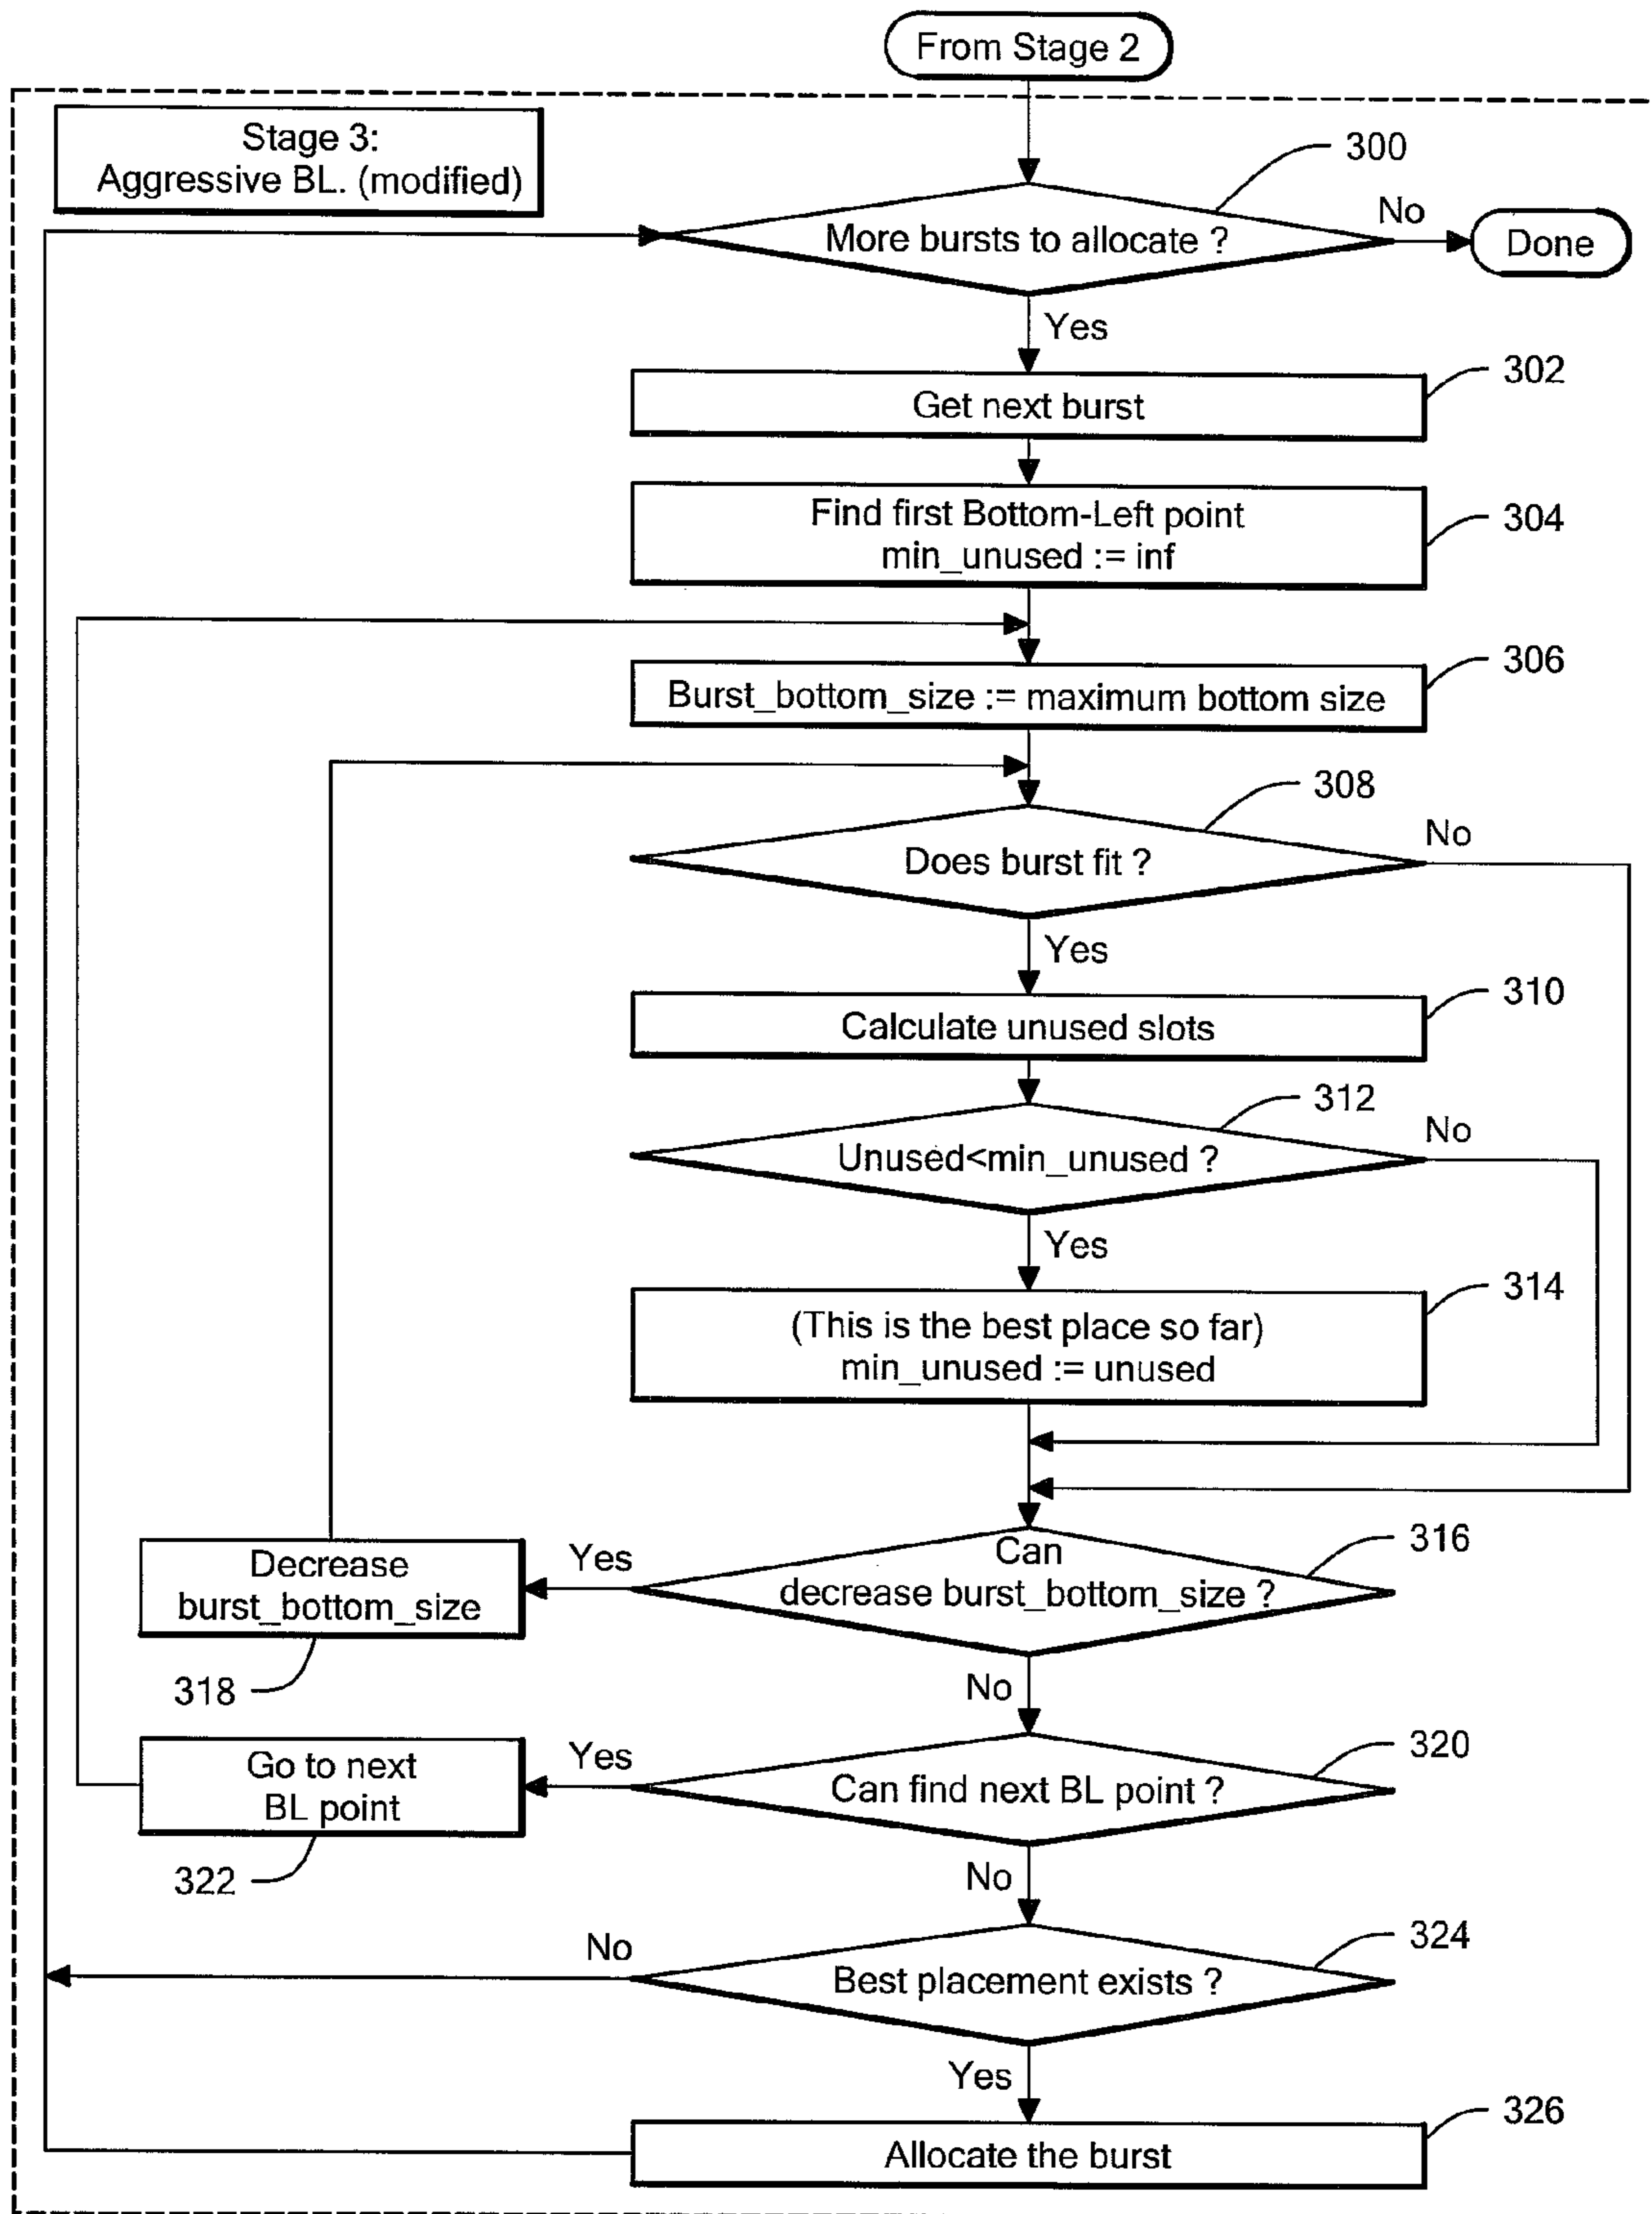 From Stage 2
Stage 3:
Aggressive BL. (modified)
300
More bursts to allocate ?
No
Done
Yes
302
Get next burst
304
Find first Bottom-Left point
min_unused := inf
306
Burst_bottom_size := maximum bottom size
308
Does burst fit ?
No
Yes
310
Calculate unused slots
312
Unused<min_unused ?
No
Yes
314
(This is the best place so far)
min_unused := unused
316
Can
decrease burst_bottom_size ?
Yes
Decrease
burst_bottom_size
318
No
320
Can find next BL point ?
Yes
Go to next
BL point
322
No
324
Best placement exists ?
No
Yes
326
Allocate the burst